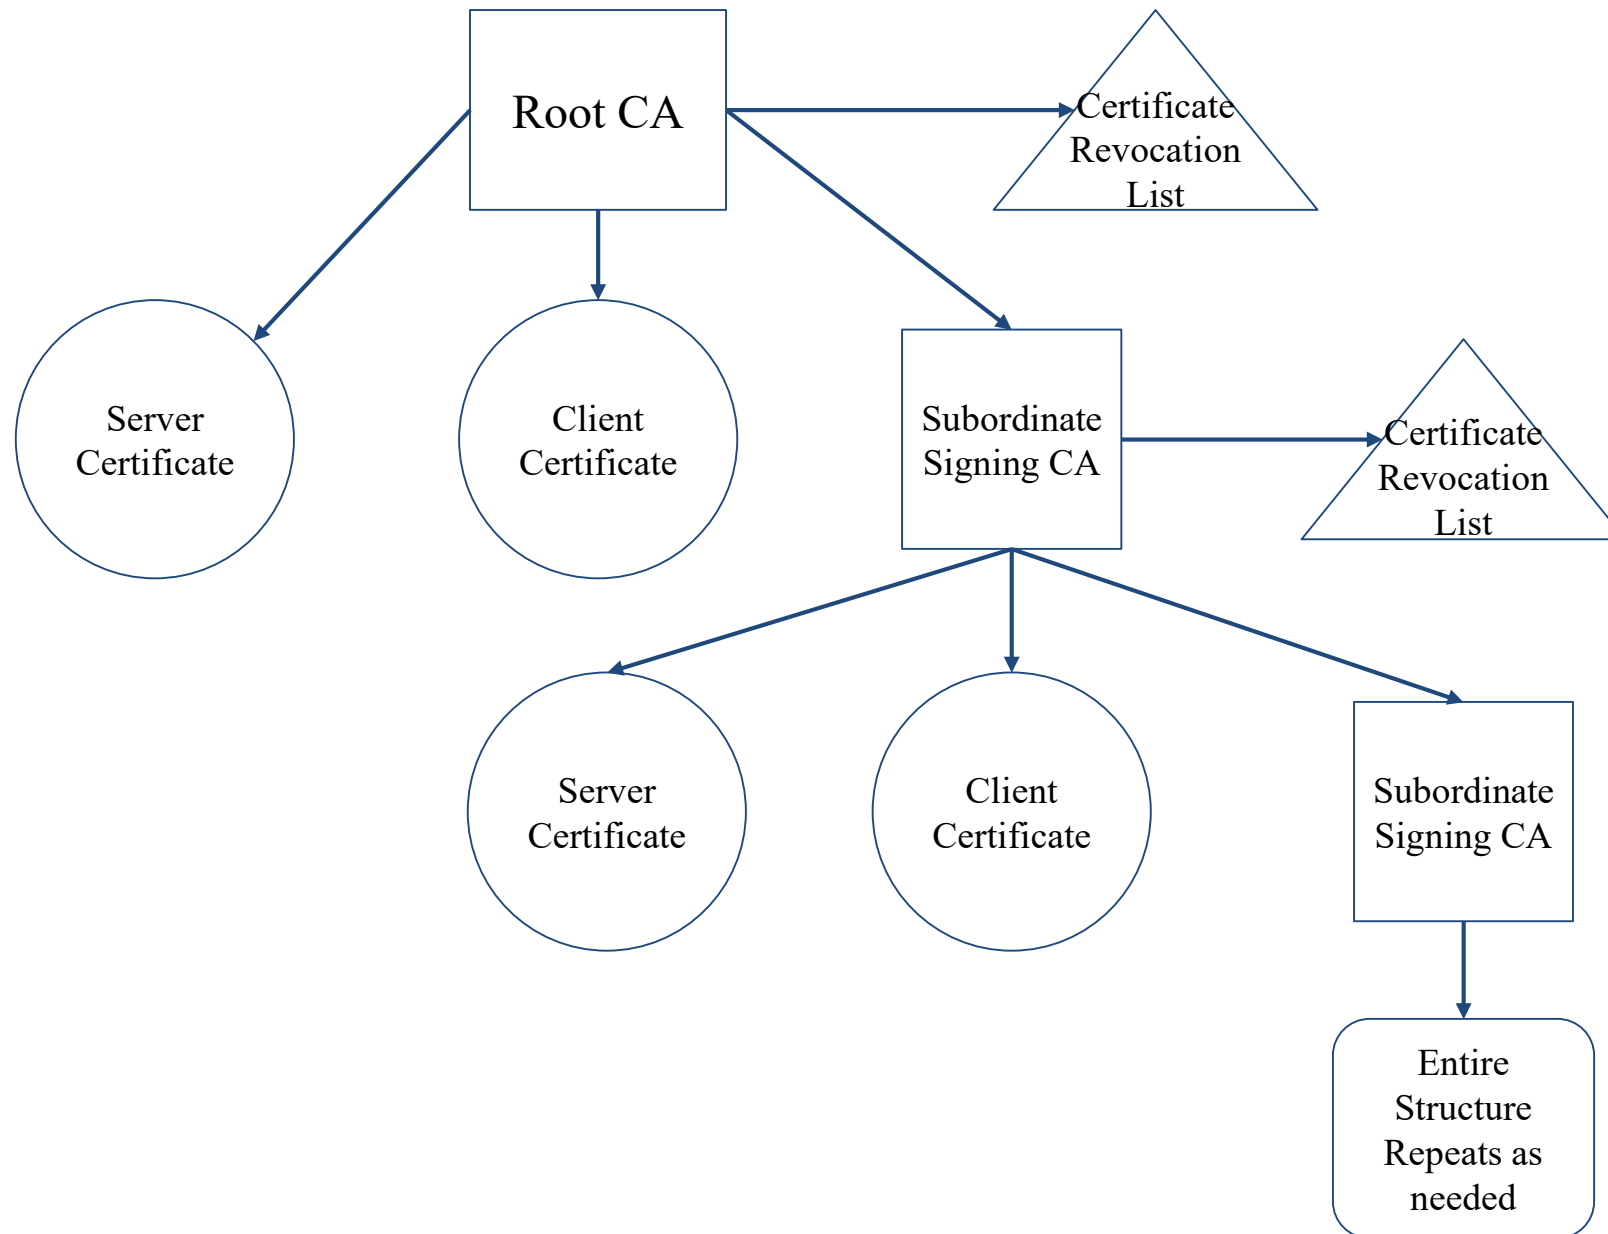 Root CA
Certificate
Revocation
List
Server
Certificate
Client
Certificate
Subordinate
Signing CA
Certificate
Revocation
List
Server
Certificate
Client
Certificate
Subordinate
Signing CA
Entire
Structure
Repeats as
needed